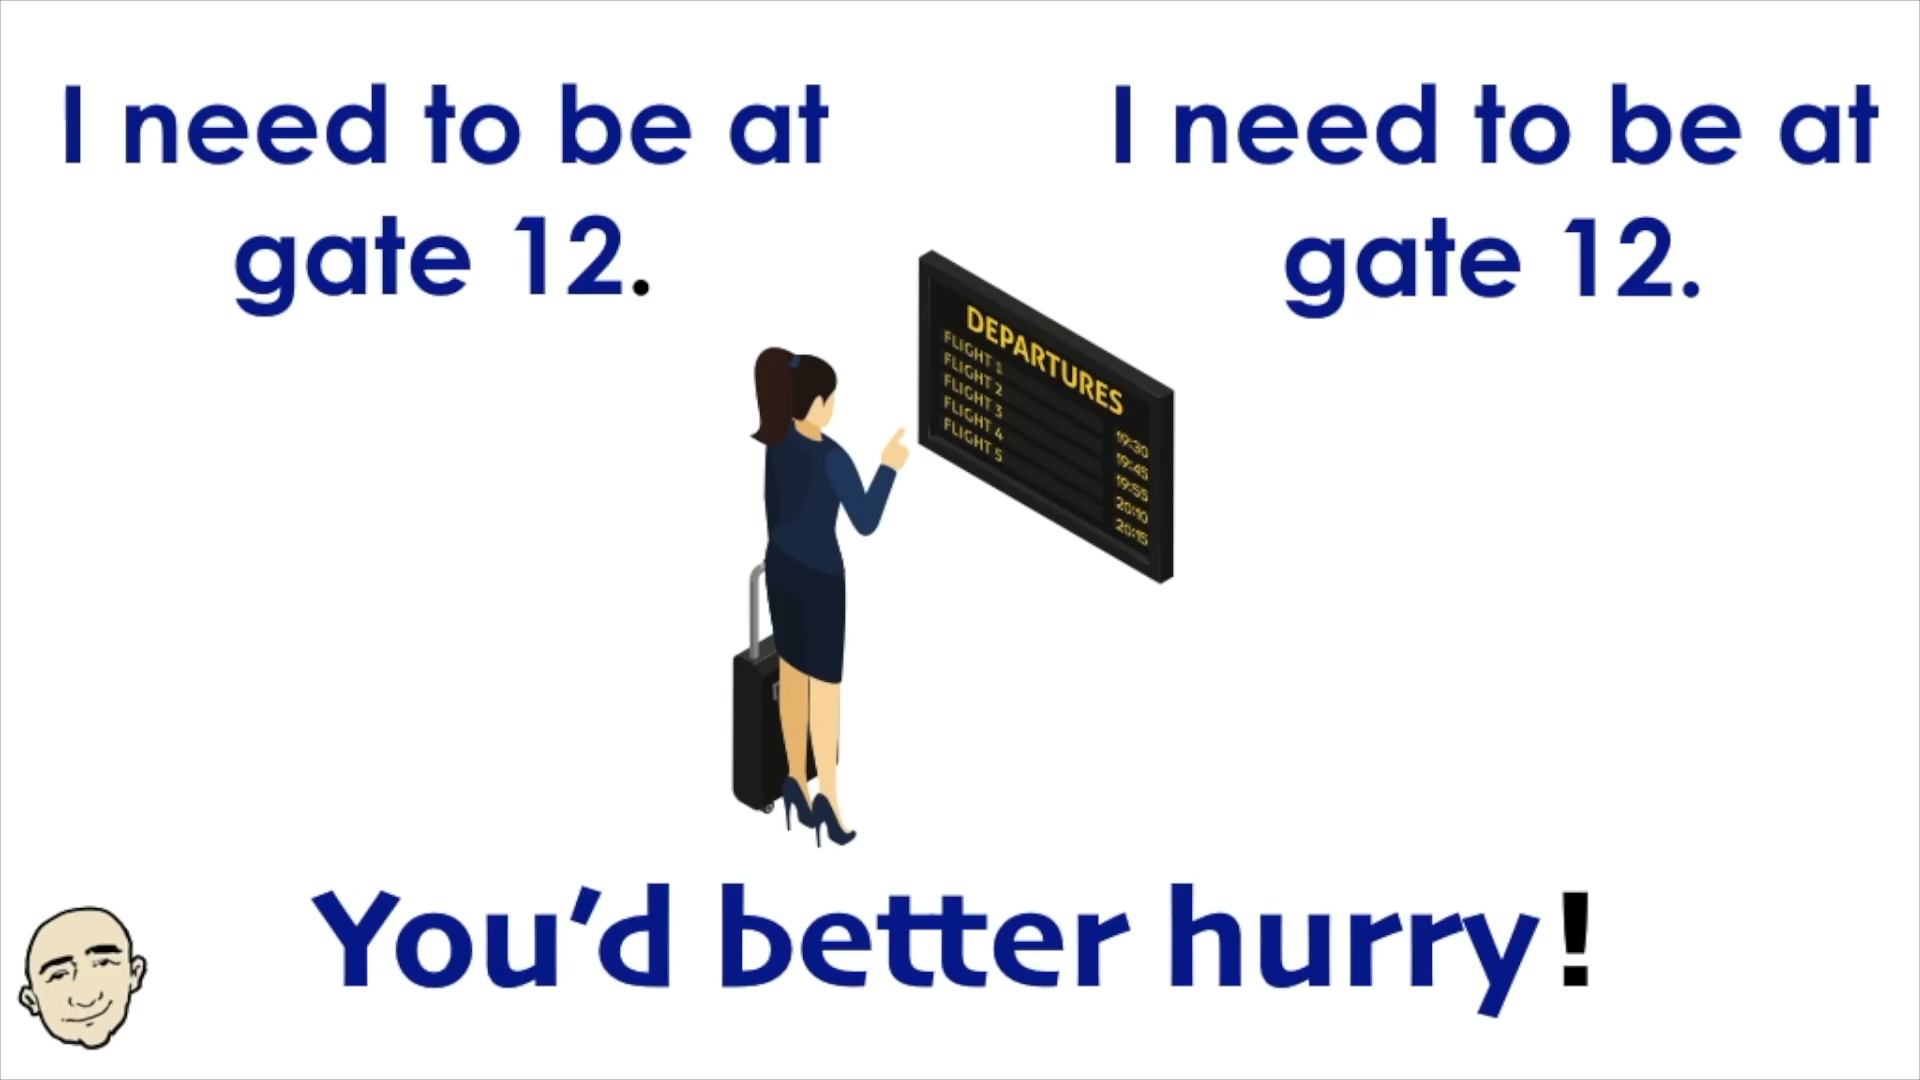 I need to be at
gate 12.
I need to be at
gate 12.
DEPARTURES
FLIGHT 1 19:30
FLIGHT 2 19:45
FLIGHT 3 19:55
FLIGHT 4 20:10
FLIGHT 5 20:15
You'd better hurry!